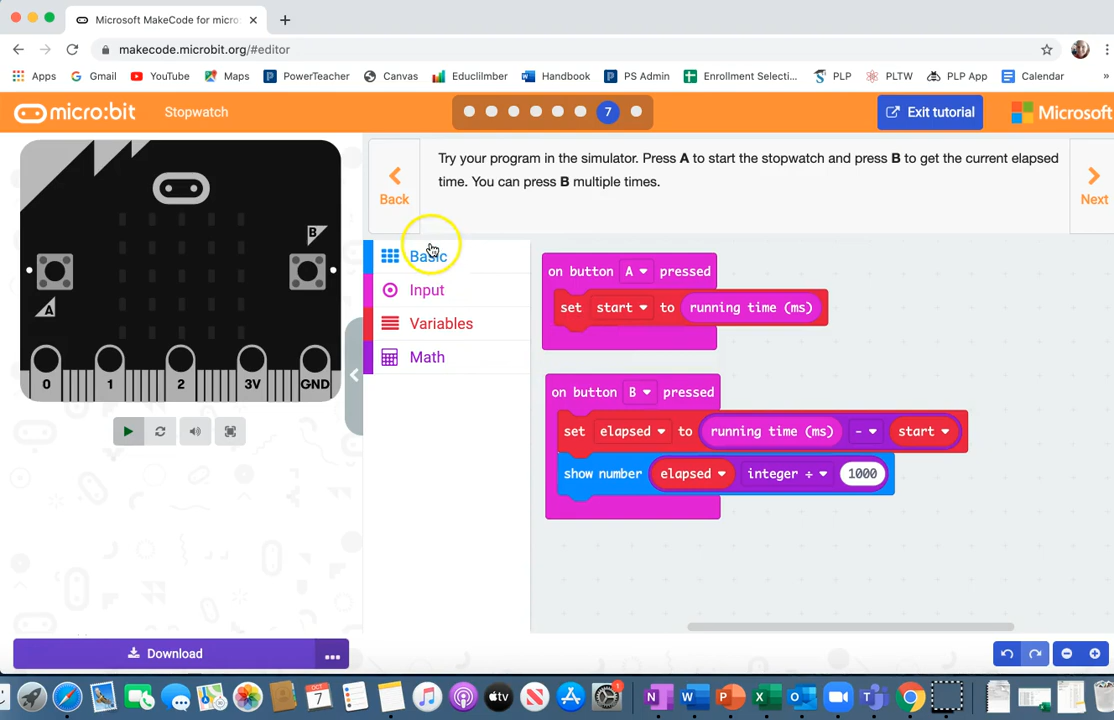 Microsoft MakeCode for micro:
makecode.microbit.org/#editor
Apps
Gmail
YouTube
Maps
PowerTeacher
Canvas
EduclImber
Handbook
PS Admin
Enrollment Selecti...
PLP
PLTW
PLP App
Calendar
»
micro:bit
Stopwatch
7
Exit tutorial
Microsoft
Back
Try your program in the simulator. Press A to start the stopwatch and press B to get the current elapsed
time. You can press B multiple times.
Next
B
A
0
1
2
3V
GND
Basic
Input
Variables
Math
on button A pressed
set start to running time (ms)
on button B pressed
set elapsed to running time (ms) - start
show number elapsed integer ÷ 1000
Download
...
OCT
7
tv
1
N
W
P
X